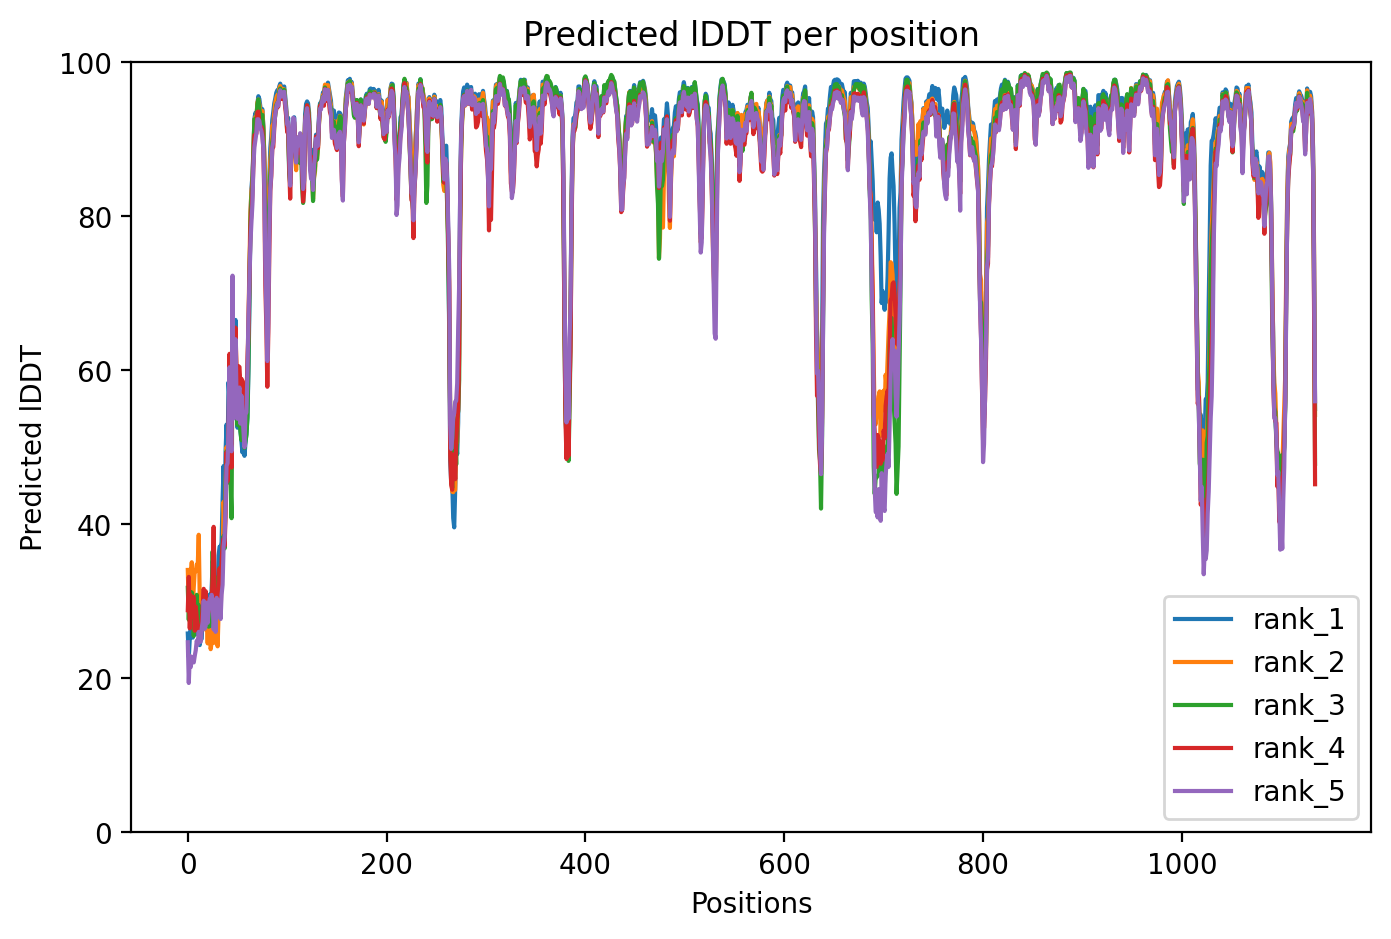 Predicted lDDT per position
100
80
60
40
20
0
Predicted lDDT
0 200 400 600 800 1000
Positions
rank_1
rank_2
rank_3
rank_4
rank_5